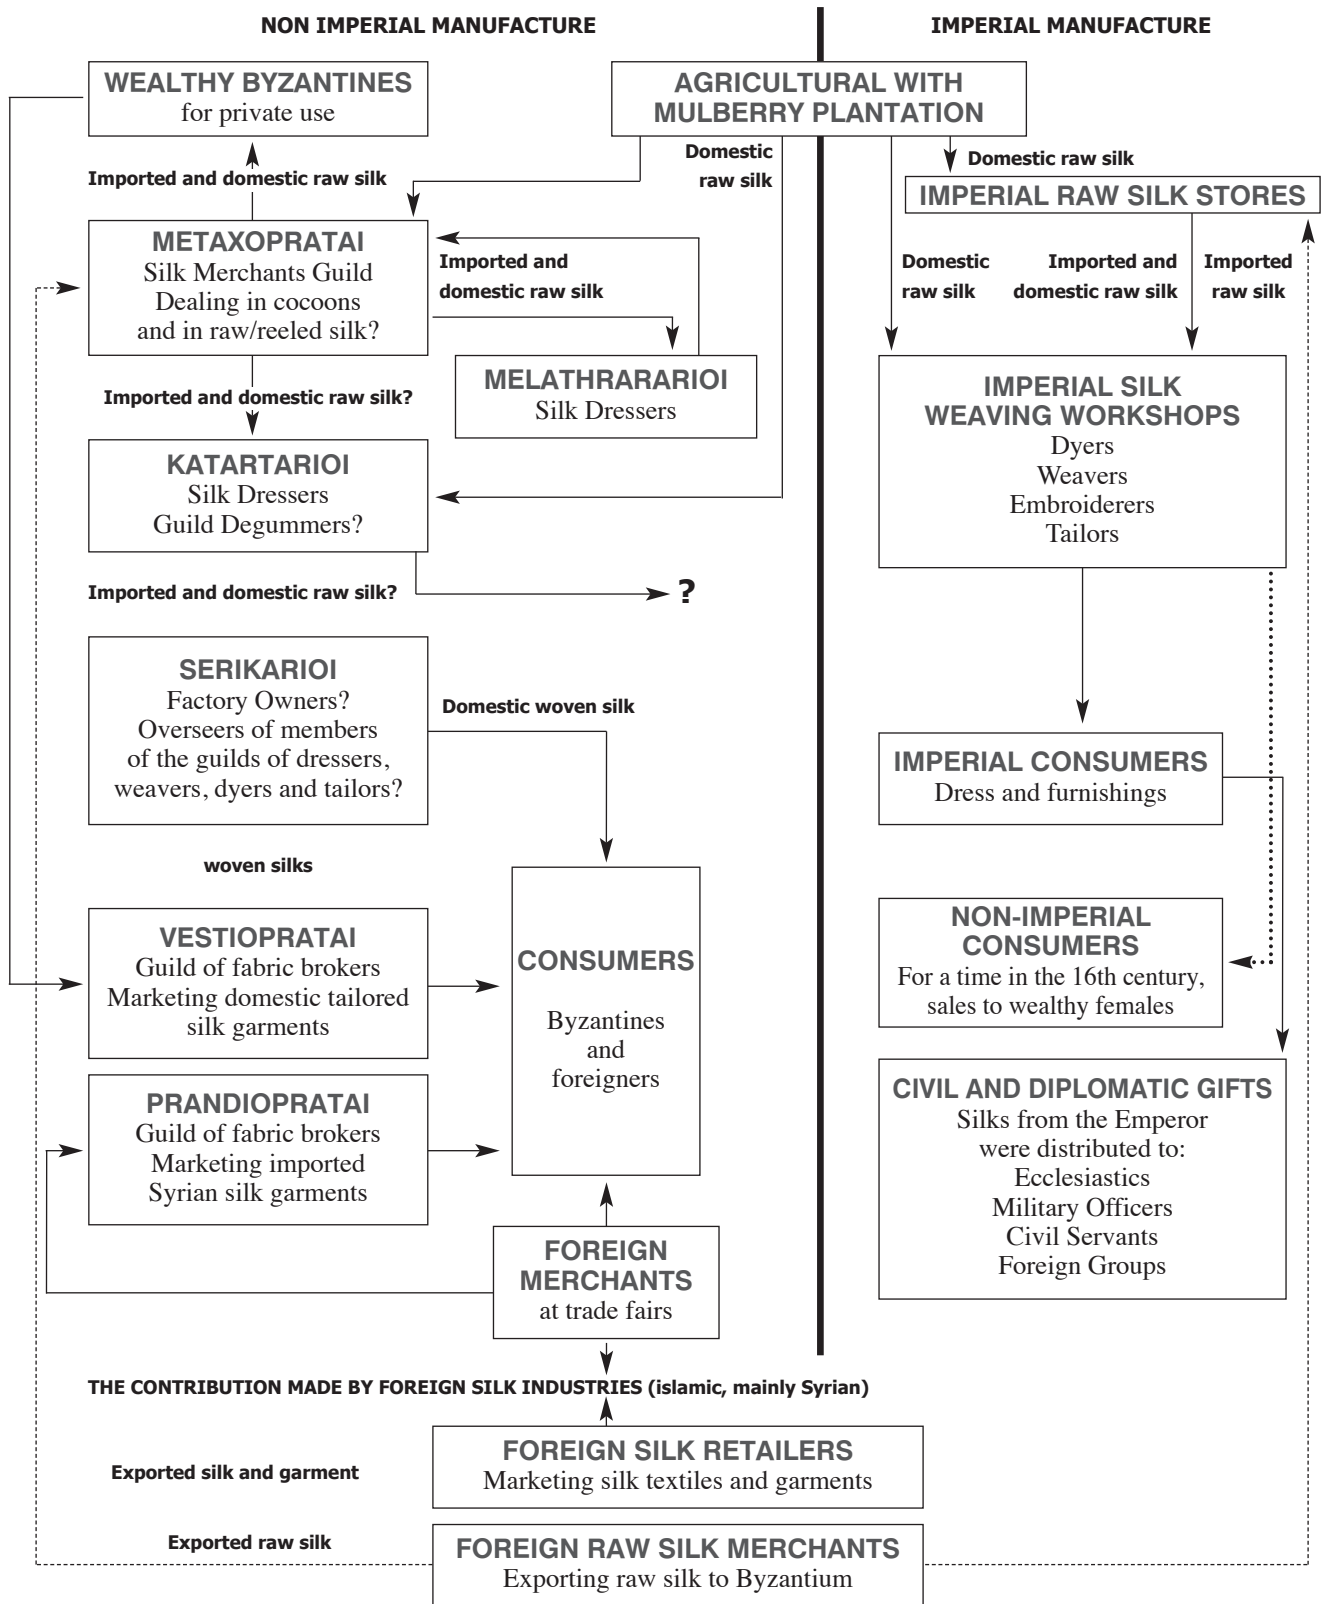 NON IMPERIAL MANUFACTURE
IMPERIAL MANUFACTURE
WEALTHY BYZANTINES
for private use
AGRICULTURAL WITH
MULBERRY PLANTATION
Domestic
raw silk
Domestic raw silk
Imported and domestic raw silk
IMPERIAL RAW SILK STORES
METAXOPRATAI
Silk Merchants Guild
Dealing in cocoons
and in raw/reeled silk?
Imported and
domestic raw silk
Domestic
raw silk
Imported and
domestic raw silk
Imported
raw silk
MELATHRARARIOI
Silk Dressers
IMPERIAL SILK
WEAVING WORKSHOPS
Dyers
Weavers
Embroiderers
Tailors
Imported and domestic raw silk?
KATARTARIOI
Silk Dressers
Guild Degummers?
Imported and domestic raw silk?
?
SERIKARIOI
Factory Owners?
Overseers of members
of the guilds of dressers,
weavers, dyers and tailors?
Domestic woven silk
IMPERIAL CONSUMERS
Dress and furnishings
woven silks
VESTIOPRATAI
Guild of fabric brokers
Marketing domestic tailored
silk garments
CONSUMERS
Byzantines
and
foreigners
NON-IMPERIAL
CONSUMERS
For a time in the 16th century,
sales to wealthy females
PRANDIOPRATAI
Guild of fabric brokers
Marketing imported
Syrian silk garments
CIVIL AND DIPLOMATIC GIFTS
Silks from the Emperor
were distributed to:
Ecclesiastics
Military Officers
Civil Servants
Foreign Groups
FOREIGN
MERCHANTS
at trade fairs
THE CONTRIBUTION MADE BY FOREIGN SILK INDUSTRIES (islamic, mainly Syrian)
FOREIGN SILK RETAILERS
Marketing silk textiles and garments
Exported silk and garment
Exported raw silk
FOREIGN RAW SILK MERCHANTS
Exporting raw silk to Byzantium